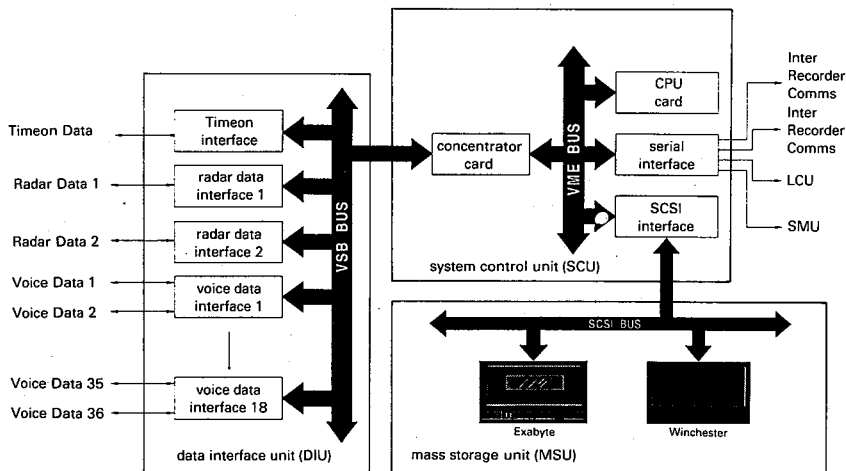 Timeon Data
Radar Data 1
Radar Data 2
Voice Data 1
Voice Data 2
Voice Data 35
Voice Data 36
Timeon
interface
radar data
interface 1
radar data
interface 2
voice data
interface 1
voice data
interface 18
VSB BUS
data interface unit (DIU)
concentrator
card
VME BUS
CPU
card
serial
interface
SCSI
interface
system control unit (SCU)
Inter
Recorder
Comms
Inter
Recorder
Comms
LCU
SMU
SCSI BUS
Exabyte
Winchester
mass storage unit (MSU)